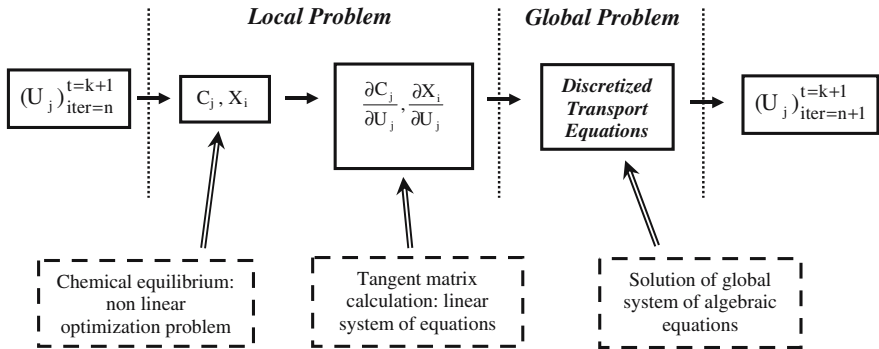 Local Problem
Global Problem
(U_j)^{t=k+1}_{iter=n}
C_j , X_i
∂C_j/∂U_j , ∂X_i/∂U_j
Discretized
Transport
Equations
(U_j)^{t=k+1}_{iter=n+1}
Chemical equilibrium:
non linear
optimization problem
Tangent matrix
calculation: linear
system of equations
Solution of global
system of algebraic
equations